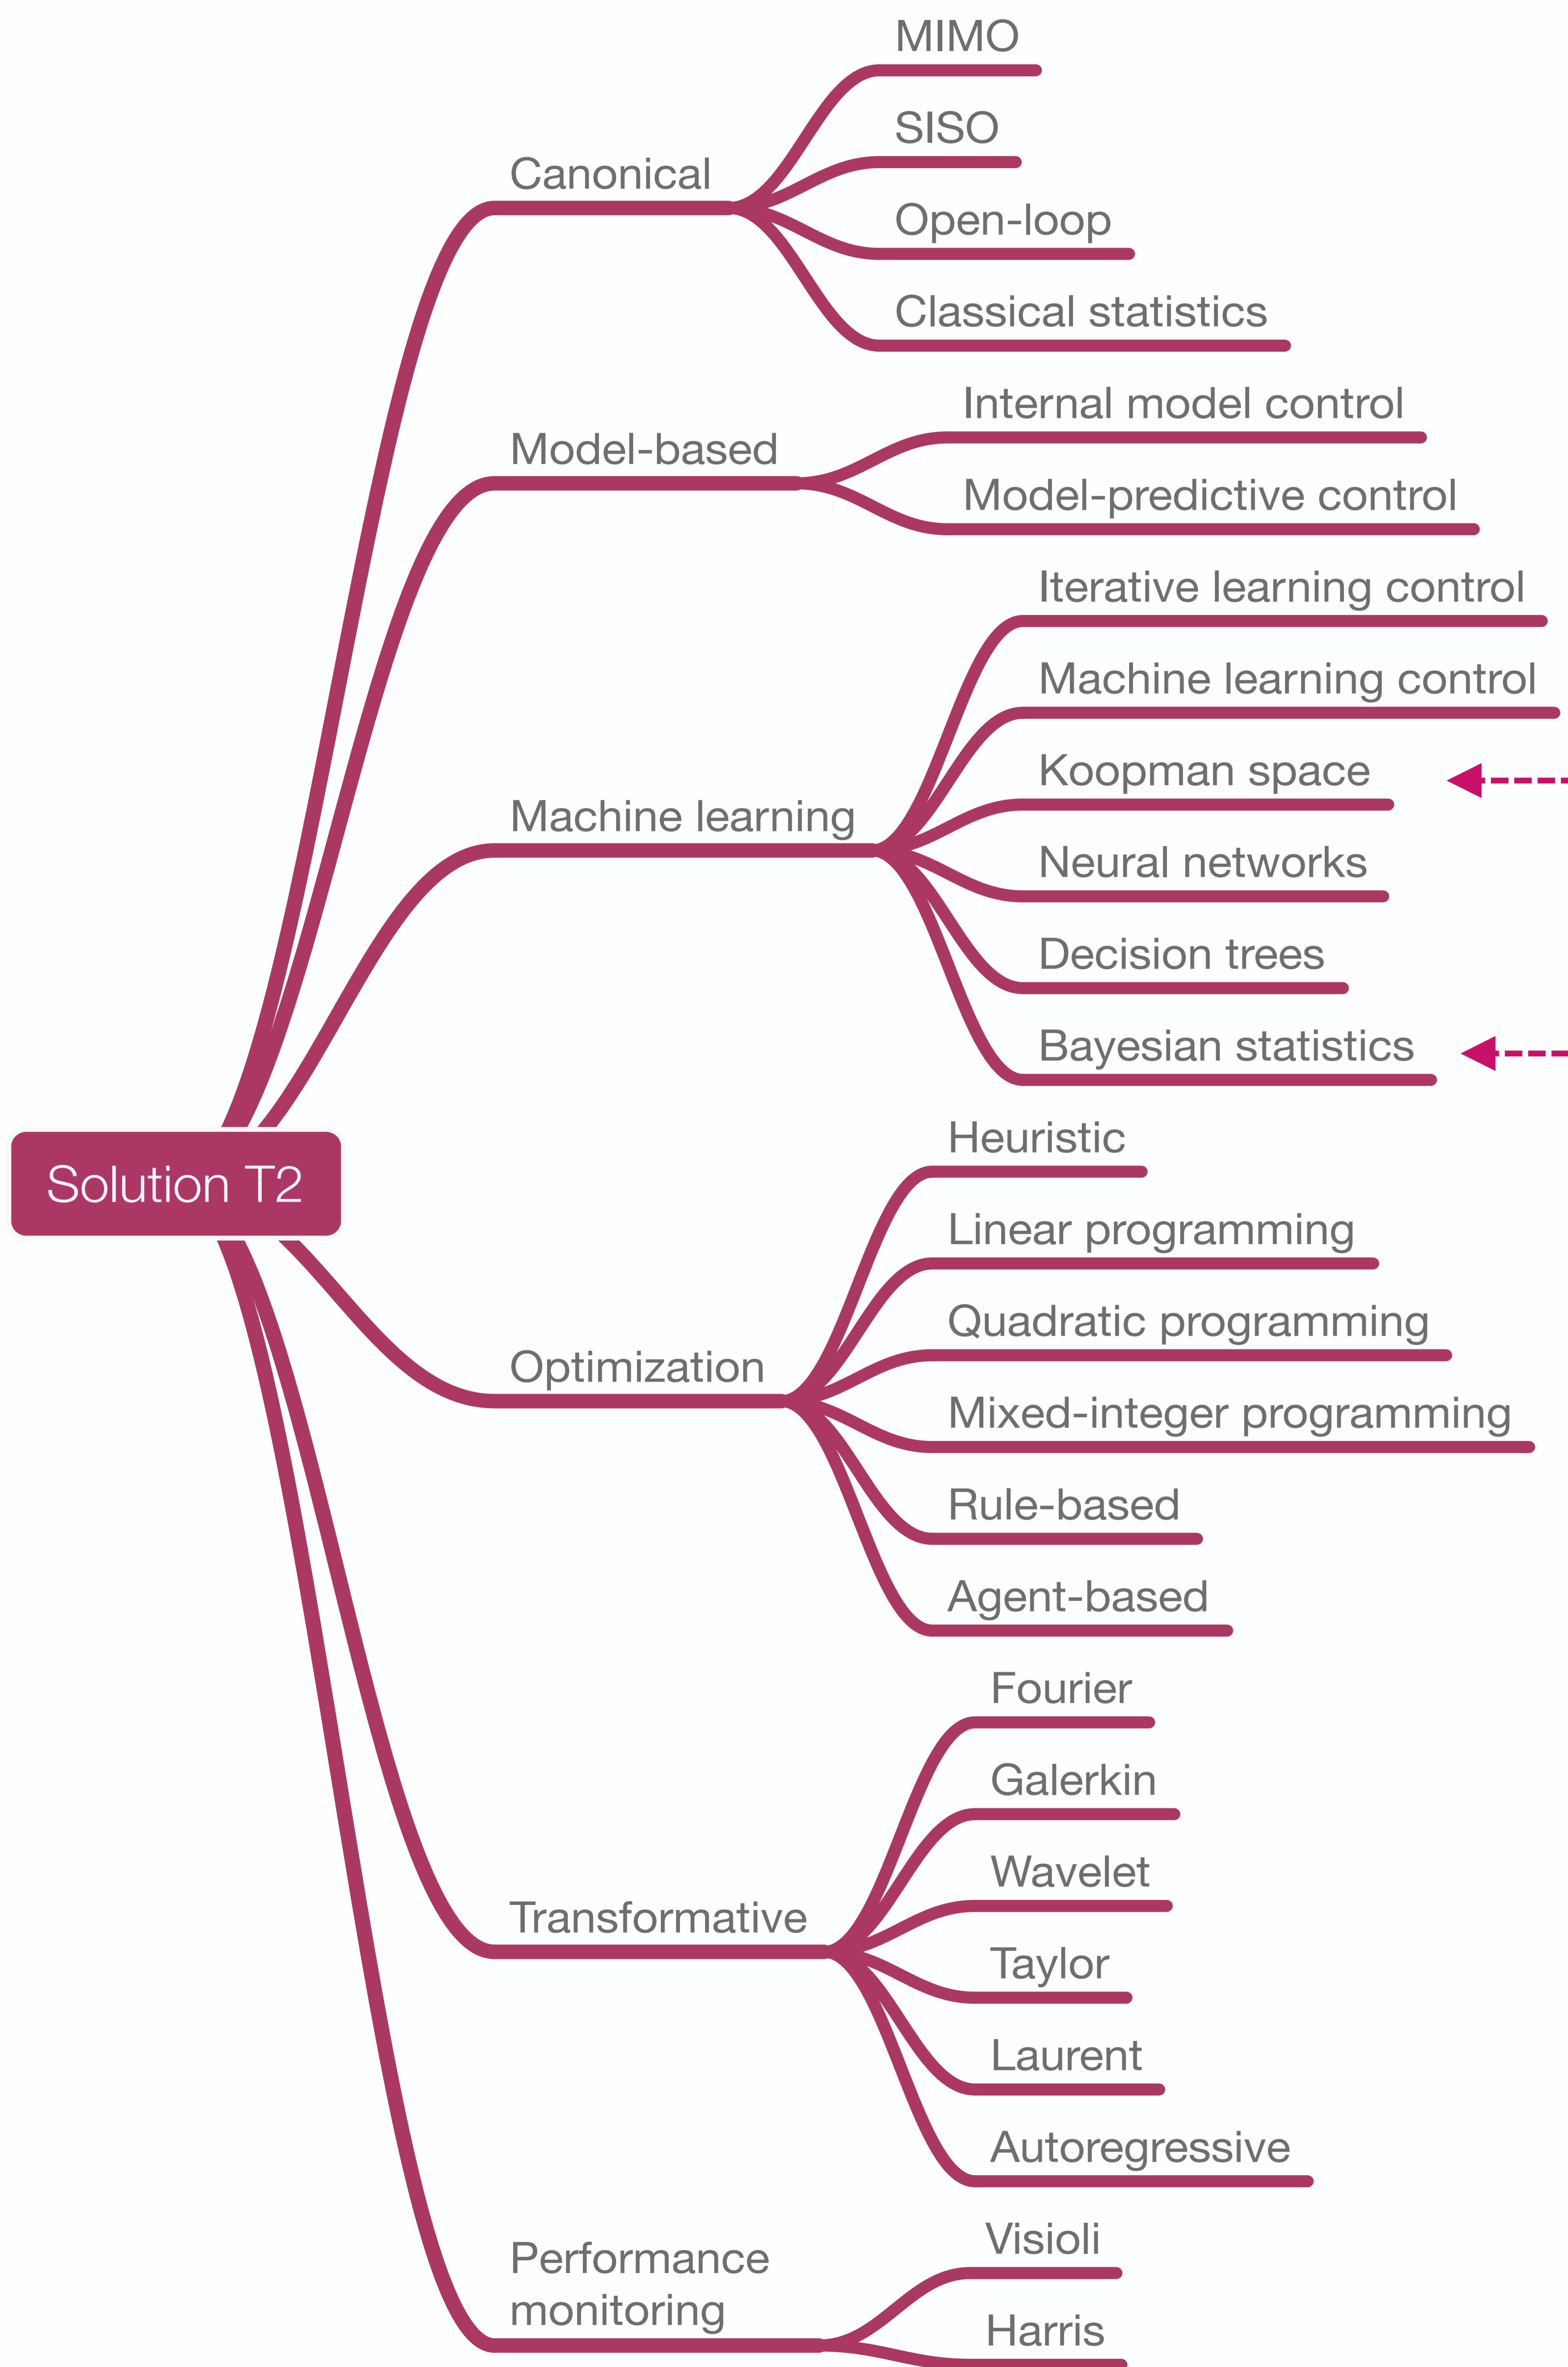 MIMO
SISO
Open-loop
Classical statistics
Canonical
Internal model control
Model-predictive control
Model-based
Iterative learning control
Machine learning control
Koopman space
Neural networks
Decision trees
Bayesian statistics
Machine learning
Solution T2
Heuristic
Linear programming
Quadratic programming
Mixed-integer programming
Rule-based
Agent-based
Optimization
Fourier
Galerkin
Wavelet
Taylor
Laurent
Autoregressive
Transformative
Visioli
Harris
Performance
monitoring